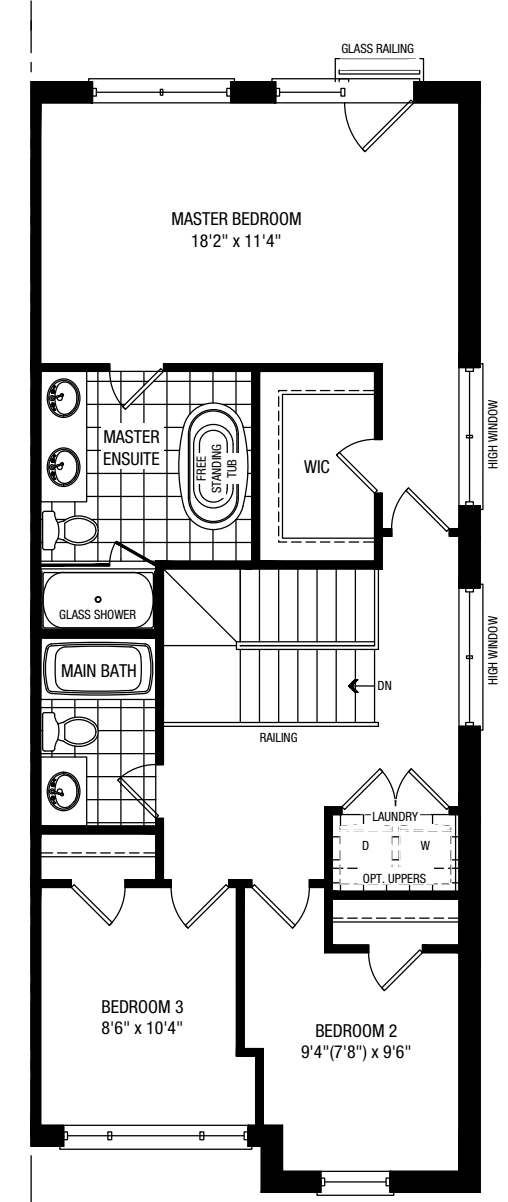 GLASS RAILING
MASTER BEDROOM
18'2" x 11'4"
HIGH WINDOW
MASTER
ENSUITE
FREE
STANDING
TUB
WIC
GLASS SHOWER
HIGH WINDOW
MAIN BATH
DN
RAILING
LAUNDRY
D
W
OPT. UPPERS
BEDROOM 3
8'6" x 10'4"
BEDROOM 2
9'4"(7'8") x 9'6"